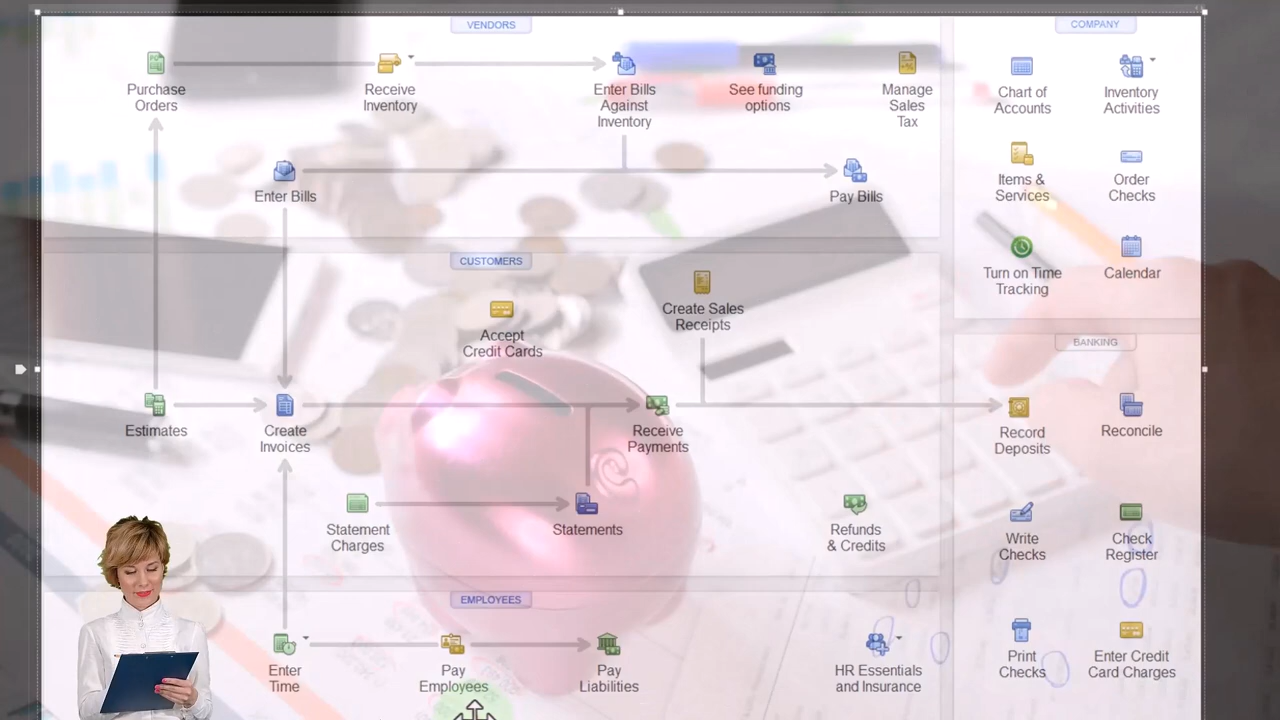 VENDORS
Purchase
Orders
Receive
Inventory
Enter Bills
Against
Inventory
See funding
options
Manage
Sales
Tax
Enter Bills
Pay Bills
CUSTOMERS
Create Sales
Receipts
Accept
Credit Cards
Estimates
Create
Invoices
Receive
Payments
Statement
Charges
Statements
Refunds
& Credits
EMPLOYEES
Enter
Time
Pay
Employees
Pay
Liabilities
HR Essentials
and Insurance
COMPANY
Chart of
Accounts
Inventory
Activities
Items &
Services
Order
Checks
Turn on Time
Tracking
Calendar
BANKING
Record
Deposits
Reconcile
Write
Checks
Check
Register
Print
Checks
Enter Credit
Card Charges